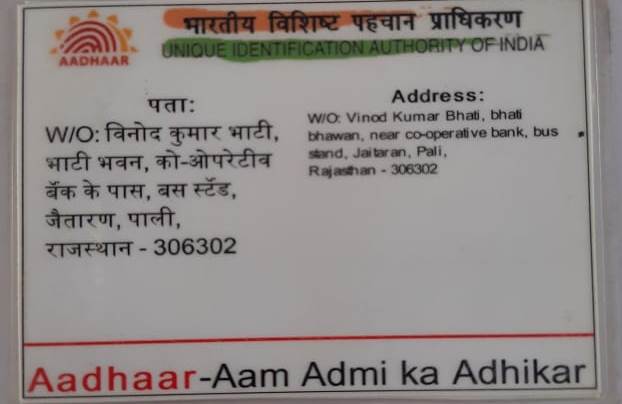 भारतीय विशिष्ट पहचान प्राधिकरण
AADHAAR
UNIQUE IDENTIFICATION AUTHORITY OF INDIA
पता:
W/O: विनोद कुमार भाटी,
भाटी भवन, को-ओपरेटीव
बॅक के पास, बस स्टॅड,
जैतारण, पाली,
राजस्थान - 306302
Address:
W/O: Vinod Kumar Bhati, bhati
bhawan, near co-operative bank, bus
stand, Jaitaran, Pali,
Rajasthan - 306302
Aadhaar-Aam Admi ka Adhikar